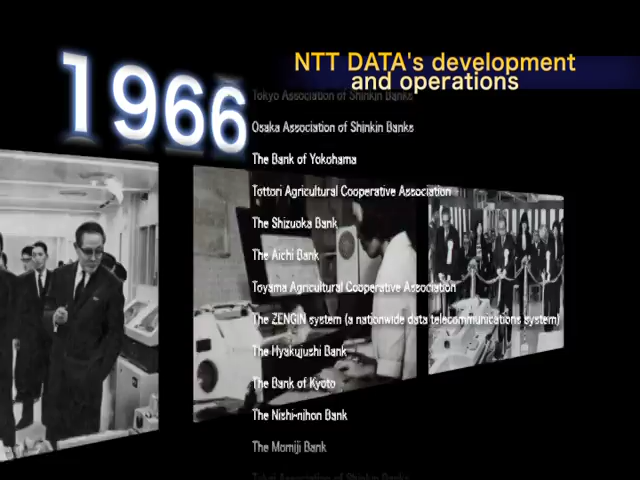 1966
NTT DATA's development
and operations
Tokyo Association of Shinkin Banks
Osaka Association of Shinkin Banks
The Bank of Yokohama
Tottori Agricultural Cooperative Association
The Shizuoka Bank
The Aichi Bank
Toyama Agricultural Cooperative Association
The ZENGIN system (a nationwide data telecommunications system)
The Hyakujushi Bank
The Bank of Kyoto
The Nishi-nihon Bank
The Momiji Bank